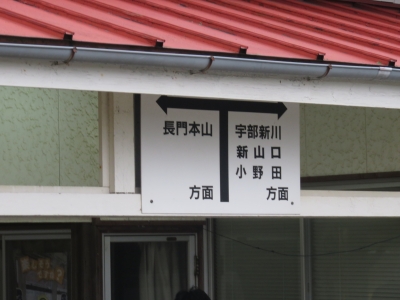 長門本山
方面
宇部新川
新山口
小野田
方面